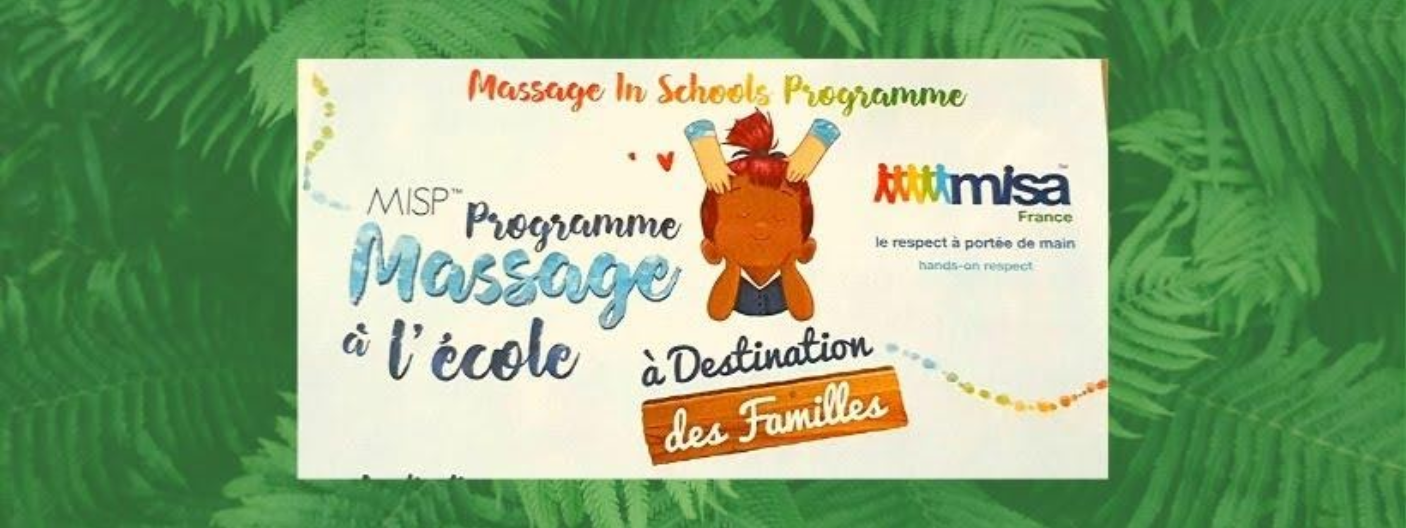 Massage In Schools Programme
MISP™ Programme
Massage
à l'école
misa™
France
le respect à portée de main
hands-on respect
à Destination
des Familles